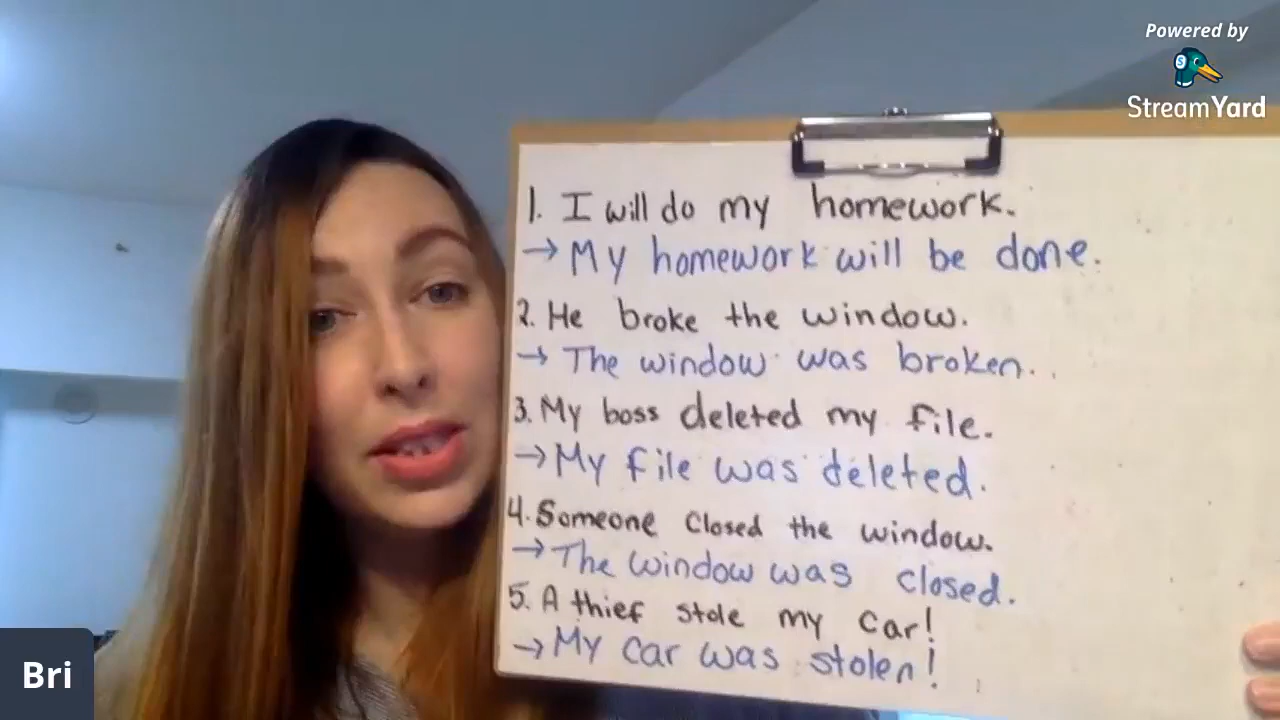 Powered by
StreamYard
1. I will do my homework.
→ My homework will be done.
2. He broke the window.
→ The window was broken.
3. My boss deleted my file.
→ My file was deleted.
4. Someone closed the window.
→ The window was closed.
5. A thief stole my car!
→ My car was stolen!
Bri